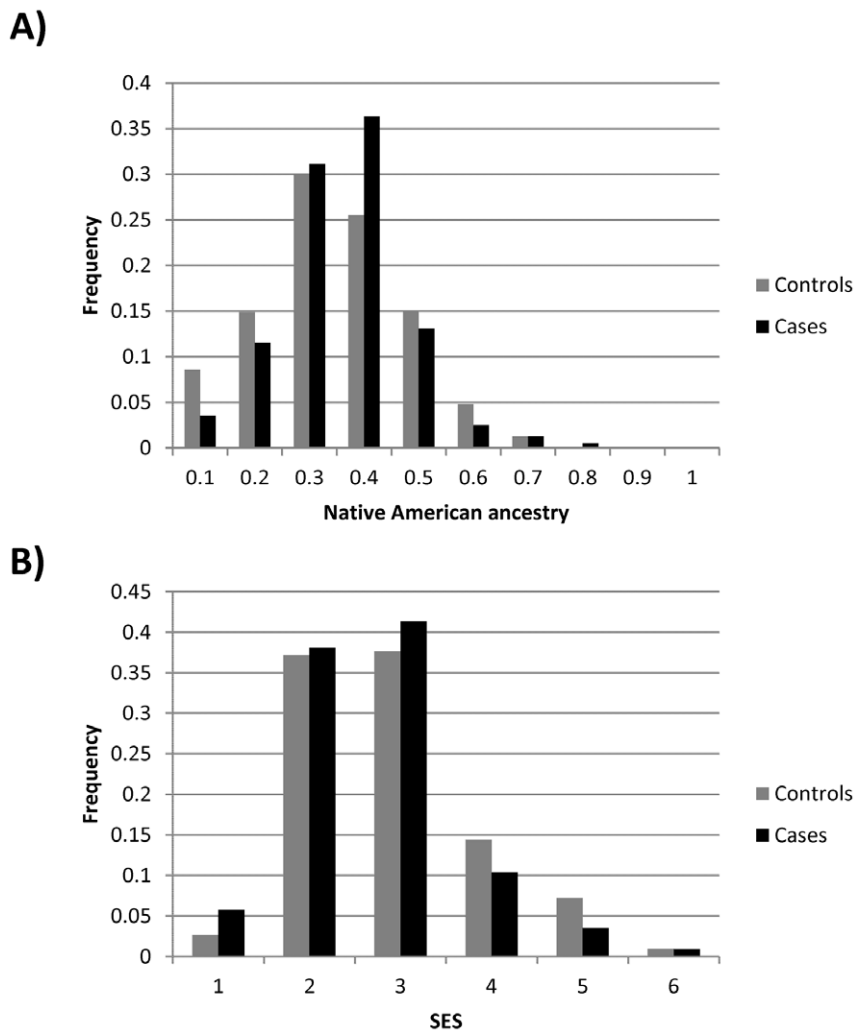 A)
0.4
0.35
0.3
0.25
0.2
0.15
0.1
0.05
0
Frequency
0.1 0.2 0.3 0.4 0.5 0.6 0.7 0.8 0.9 1
Native American ancestry
Controls
Cases
B)
0.45
0.4
0.35
0.3
0.25
0.2
0.15
0.1
0.05
0
Frequency
1 2 3 4 5 6
SES
Controls
Cases